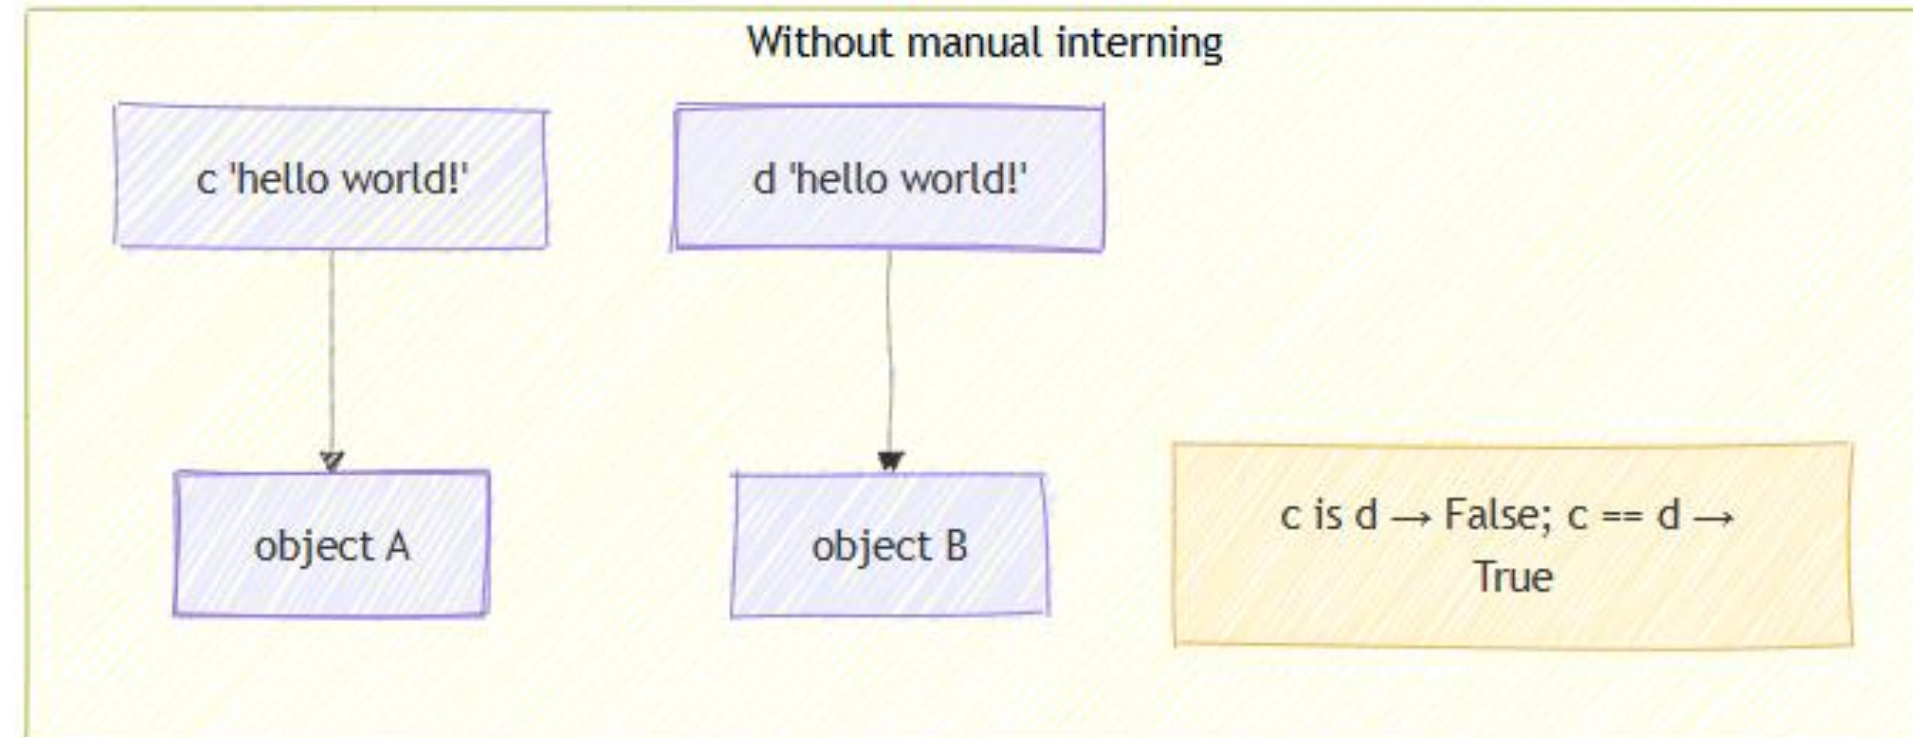 Without manual interning
c 'hello world!'
d 'hello world!'
object A
object B
c is d → False; c == d →
True